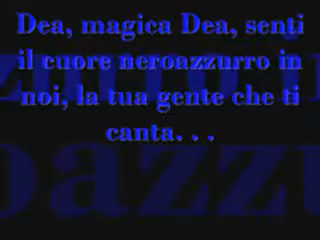 Dea, magica Dea, senti
il cuore neroazzurro in
noi, la tua gente che ti
canta. . .